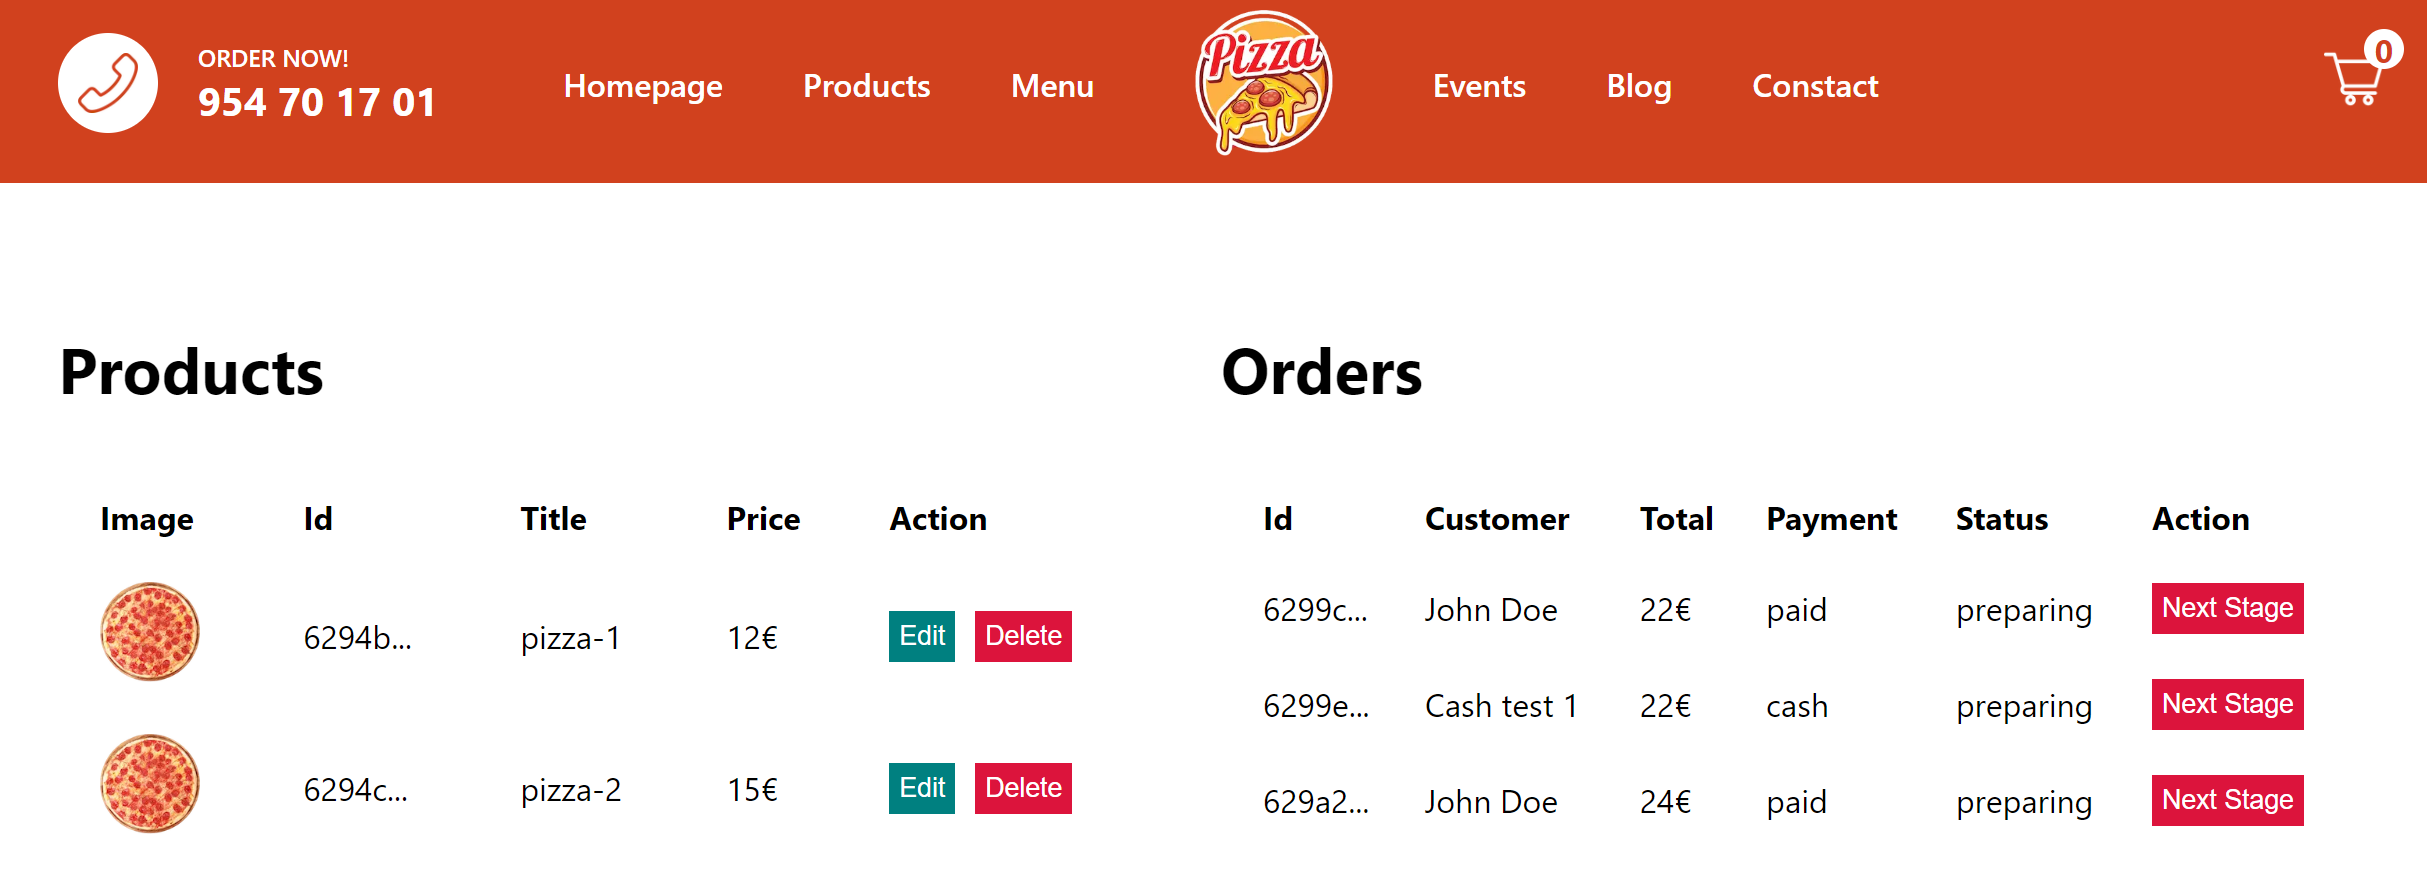 ORDER NOW!
954 70 17 01
Homepage Products Menu
Pizza
Events Blog Constact
0
Products
Image Id Title Price Action
6294b... pizza-1 12€ Edit Delete
6294c... pizza-2 15€ Edit Delete
Orders
Id Customer Total Payment Status Action
6299c... John Doe 22€ paid preparing Next Stage
6299e... Cash test 1 22€ cash preparing Next Stage
629a2... John Doe 24€ paid preparing Next Stage